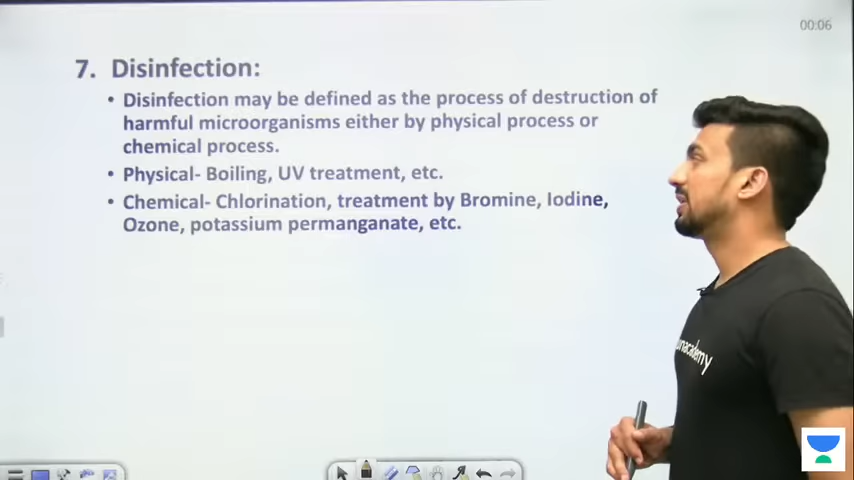 00:06
7. Disinfection:
• Disinfection may be defined as the process of destruction of
harmful microorganisms either by physical process or
chemical process.
• Physical- Boiling, UV treatment, etc.
• Chemical- Chlorination, treatment by Bromine, Iodine,
Ozone, potassium permanganate, etc.
unacademy